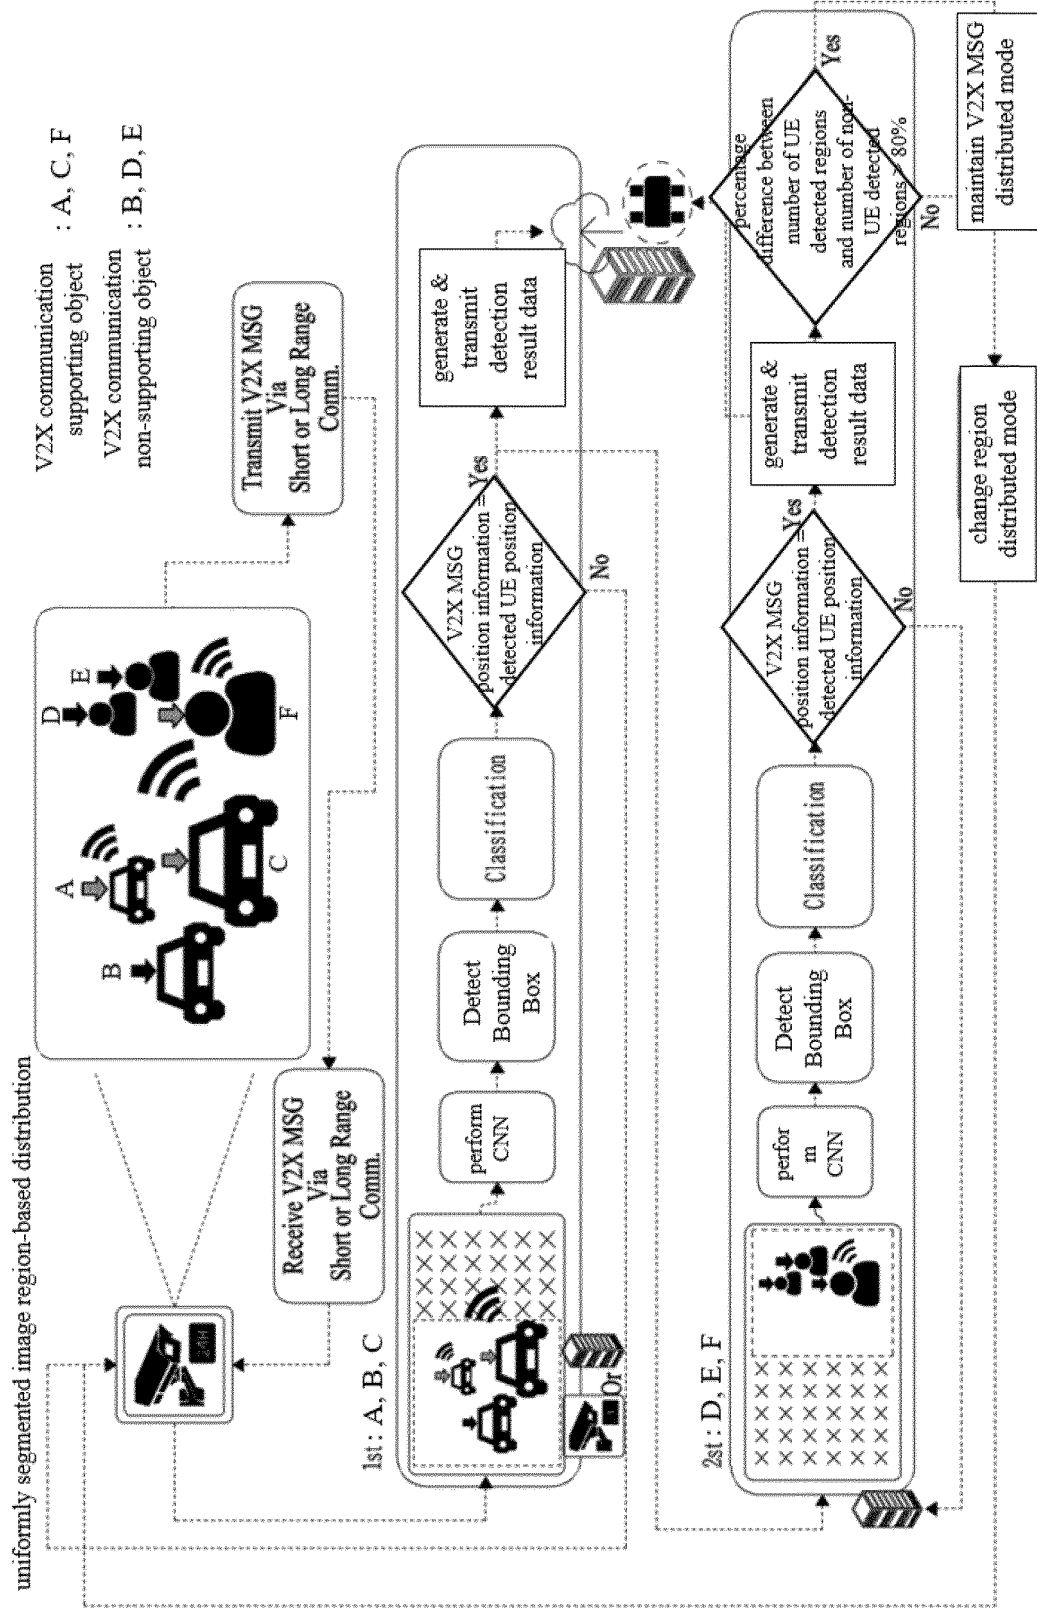 uniformly segmented image region-based distribution
V2X communication
supporting object
: A, C, F
V2X communication
non-supporting object
: B, D, E
A
B
C
D
E
F
24H
Transmit V2X MSG
Via
Short or Long Range
Comm.
Receive V2X MSG
Via
Short or Long Range
Comm.
1st : A, B, C
Or
perform
CNN
Detect
Bounding
Box
Classification
V2X MSG
position information =
detected UE position
information
Yes
No
generate &
transmit
detection
result data
2st : D, E, F
perfor
m
CNN
Detect
Bounding
Box
Classification
V2X MSG
position information =
detected UE position
information
Yes
No
generate &
transmit
detection
result data
percentage
difference between
number of UE
detected regions
and number of non-
UE detected
regions > 80%
Yes
No
maintain V2X MSG
distributed mode
change region
distributed mode